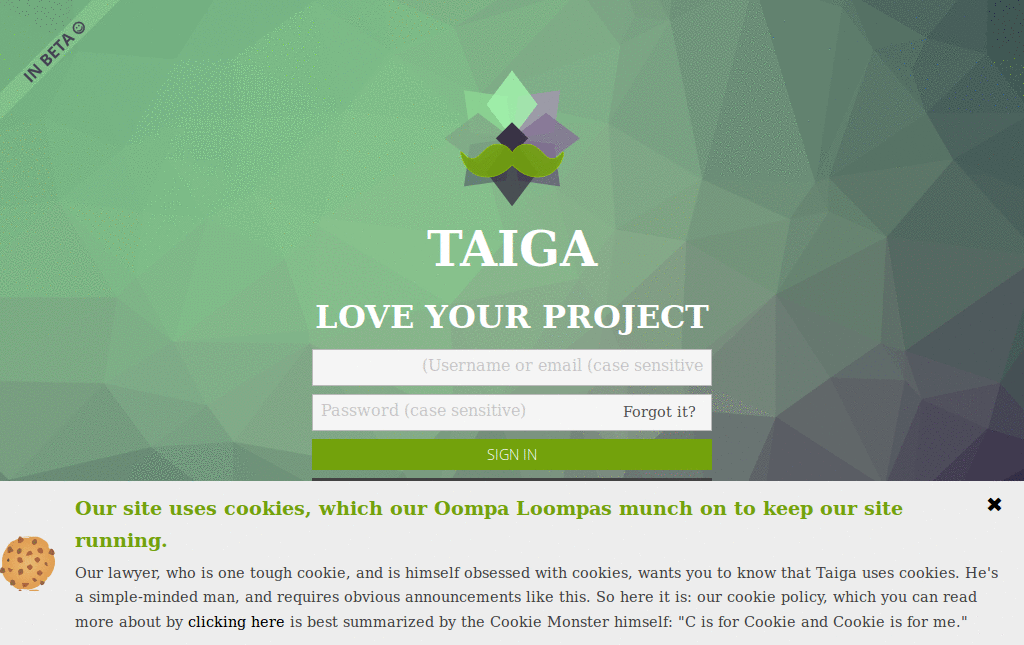 IN BETA
TAIGA
LOVE YOUR PROJECT
(Username or email (case sensitive
Password (case sensitive)
Forgot it?
SIGN IN
Our site uses cookies, which our Oompa Loompas munch on to keep our site
running.
Our lawyer, who is one tough cookie, and is himself obsessed with cookies, wants you to know that Taiga uses cookies. He's
a simple-minded man, and requires obvious announcements like this. So here it is: our cookie policy, which you can read
more about by clicking here is best summarized by the Cookie Monster himself: "C is for Cookie and Cookie is for me."